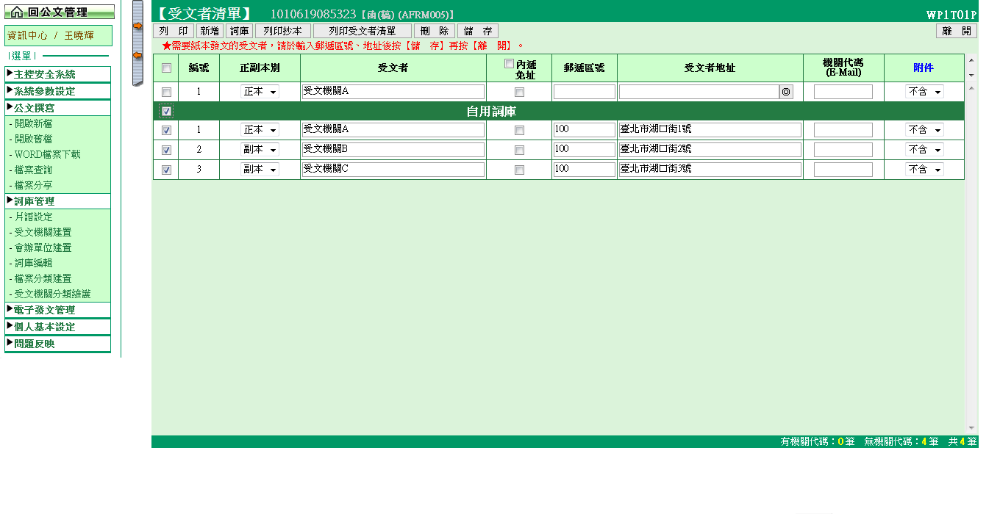 回公文管理
資訊中心 / 王曉輝
選單
主控安全系統
系統參數設定
公文撰寫
- 開啟新檔
- 開啟舊檔
- WORD檔案下載
- 檔案查詢
- 檔案分享
詞庫管理
- 片語設定
- 受文機關建置
- 會辦單位建置
- 詞庫編輯
- 檔案分類建置
- 受文機關分類維護
電子發文管理
個人基本設定
問題反映
【受文者清單】 1010619085323【函(稿) (AFRM005)】 WP1T01P
列 印 新增 詞庫 列印抄本 列印受文者清單 刪 除 儲 存 離 開
★需要紙本發文的受文者，請於輸入郵遞區號、地址後按【儲 存】再按【離 開】。
編號 正副本別 受文者 內遞免址 郵遞區號 受文者地址 機關代碼(E-Mail) 附件
1 正本 受文機關A ◎ 不含
自用詞庫
1 正本 受文機關A 100 臺北市湖口街1號 不含
2 副本 受文機關B 100 臺北市湖口街2號 不含
3 副本 受文機關C 100 臺北市湖口街3號 不含
有機關代碼：0筆 無機關代碼：4筆 共4筆